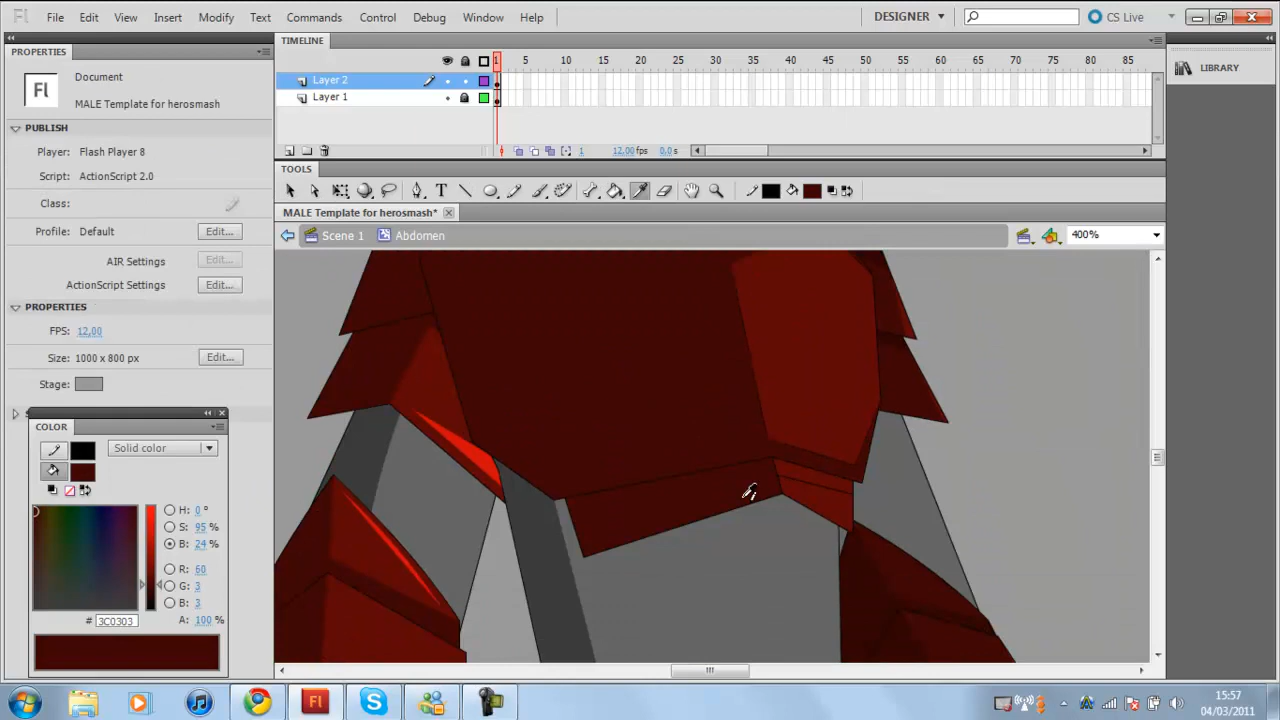 Fl File Edit View Insert Modify Text Commands Control Debug Window Help DESIGNER CS Live
PROPERTIES
Fl Document
MALE Template for herosmash
PUBLISH
Player: Flash Player 8
Script: ActionScript 2.0
Class:
Profile: Default Edit...
AIR Settings Edit...
ActionScript Settings Edit...
PROPERTIES
FPS: 12,00
Size: 1000 x 800 px Edit...
Stage:
COLOR
Solid color
H: 0 °
S: 95 %
B: 24 %
R: 60
G: 3
B: 3
# 3C0303 A: 100 %
TIMELINE
1 5 10 15 20 25 30 35 40 45 50 55 60 65 70 75 80 85
Layer 2
Layer 1
1 12,00 fps 0.0 s
TOOLS
T
MALE Template for herosmash*
Scene 1 Abdomen 400%
LIBRARY
Fl
15:57
04/03/2011